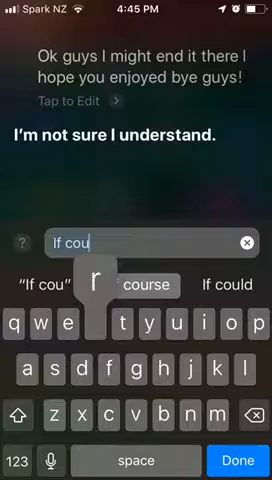 Spark NZ 4:45 PM
Ok guys I might end it there I
hope you enjoyed bye guys!
Tap to Edit >
I'm not sure I understand.
? If cou
"If cou" f course If could
r
q w e t y u i o p
a s d f g h j k l
z x c v b n m
123 space Done